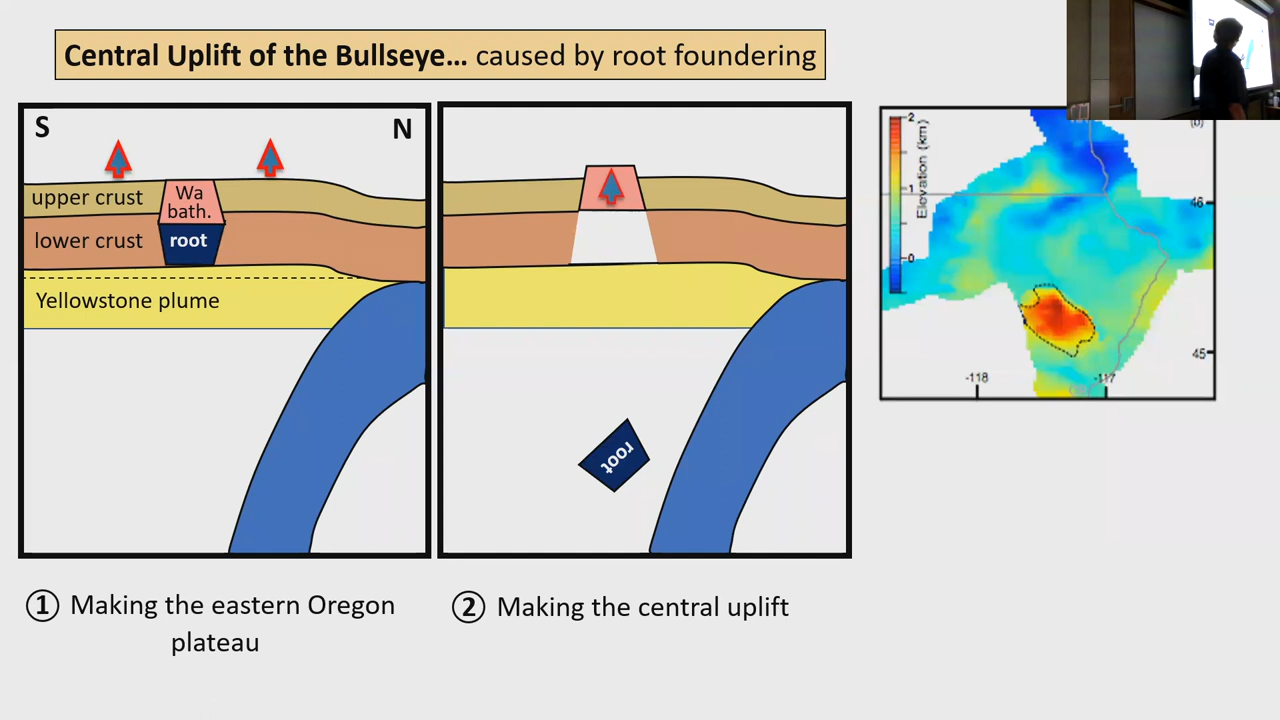 Central Uplift of the Bullseye... caused by root foundering
S
N
upper crust
Wa
bath.
lower crust
root
Yellowstone plume
① Making the eastern Oregon
plateau
root
② Making the central uplift
2
1
0
Elevation (km)
46
45
-118
-117